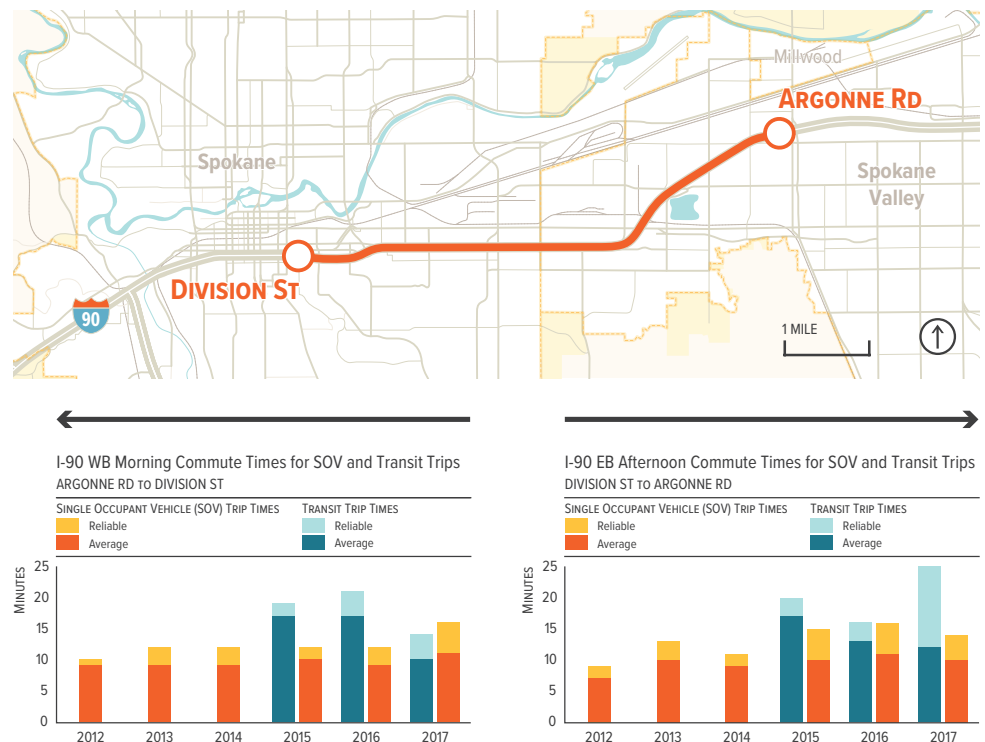 Millwood
ARGONNE RD
Spokane
Spokane
Valley
DIVISION ST
90
1 MILE
I-90 WB Morning Commute Times for SOV and Transit Trips
ARGONNE RD TO DIVISION ST
SINGLE OCCUPANT VEHICLE (SOV) TRIP TIMES TRANSIT TRIP TIMES
Reliable Reliable
Average Average
MINUTES
25
20
15
10
5
0
2012 2013 2014 2015 2016 2017
I-90 EB Afternoon Commute Times for SOV and Transit Trips
DIVISION ST TO ARGONNE RD
SINGLE OCCUPANT VEHICLE (SOV) TRIP TIMES TRANSIT TRIP TIMES
Reliable Reliable
Average Average
MINUTES
25
20
15
10
5
0
2012 2013 2014 2015 2016 2017